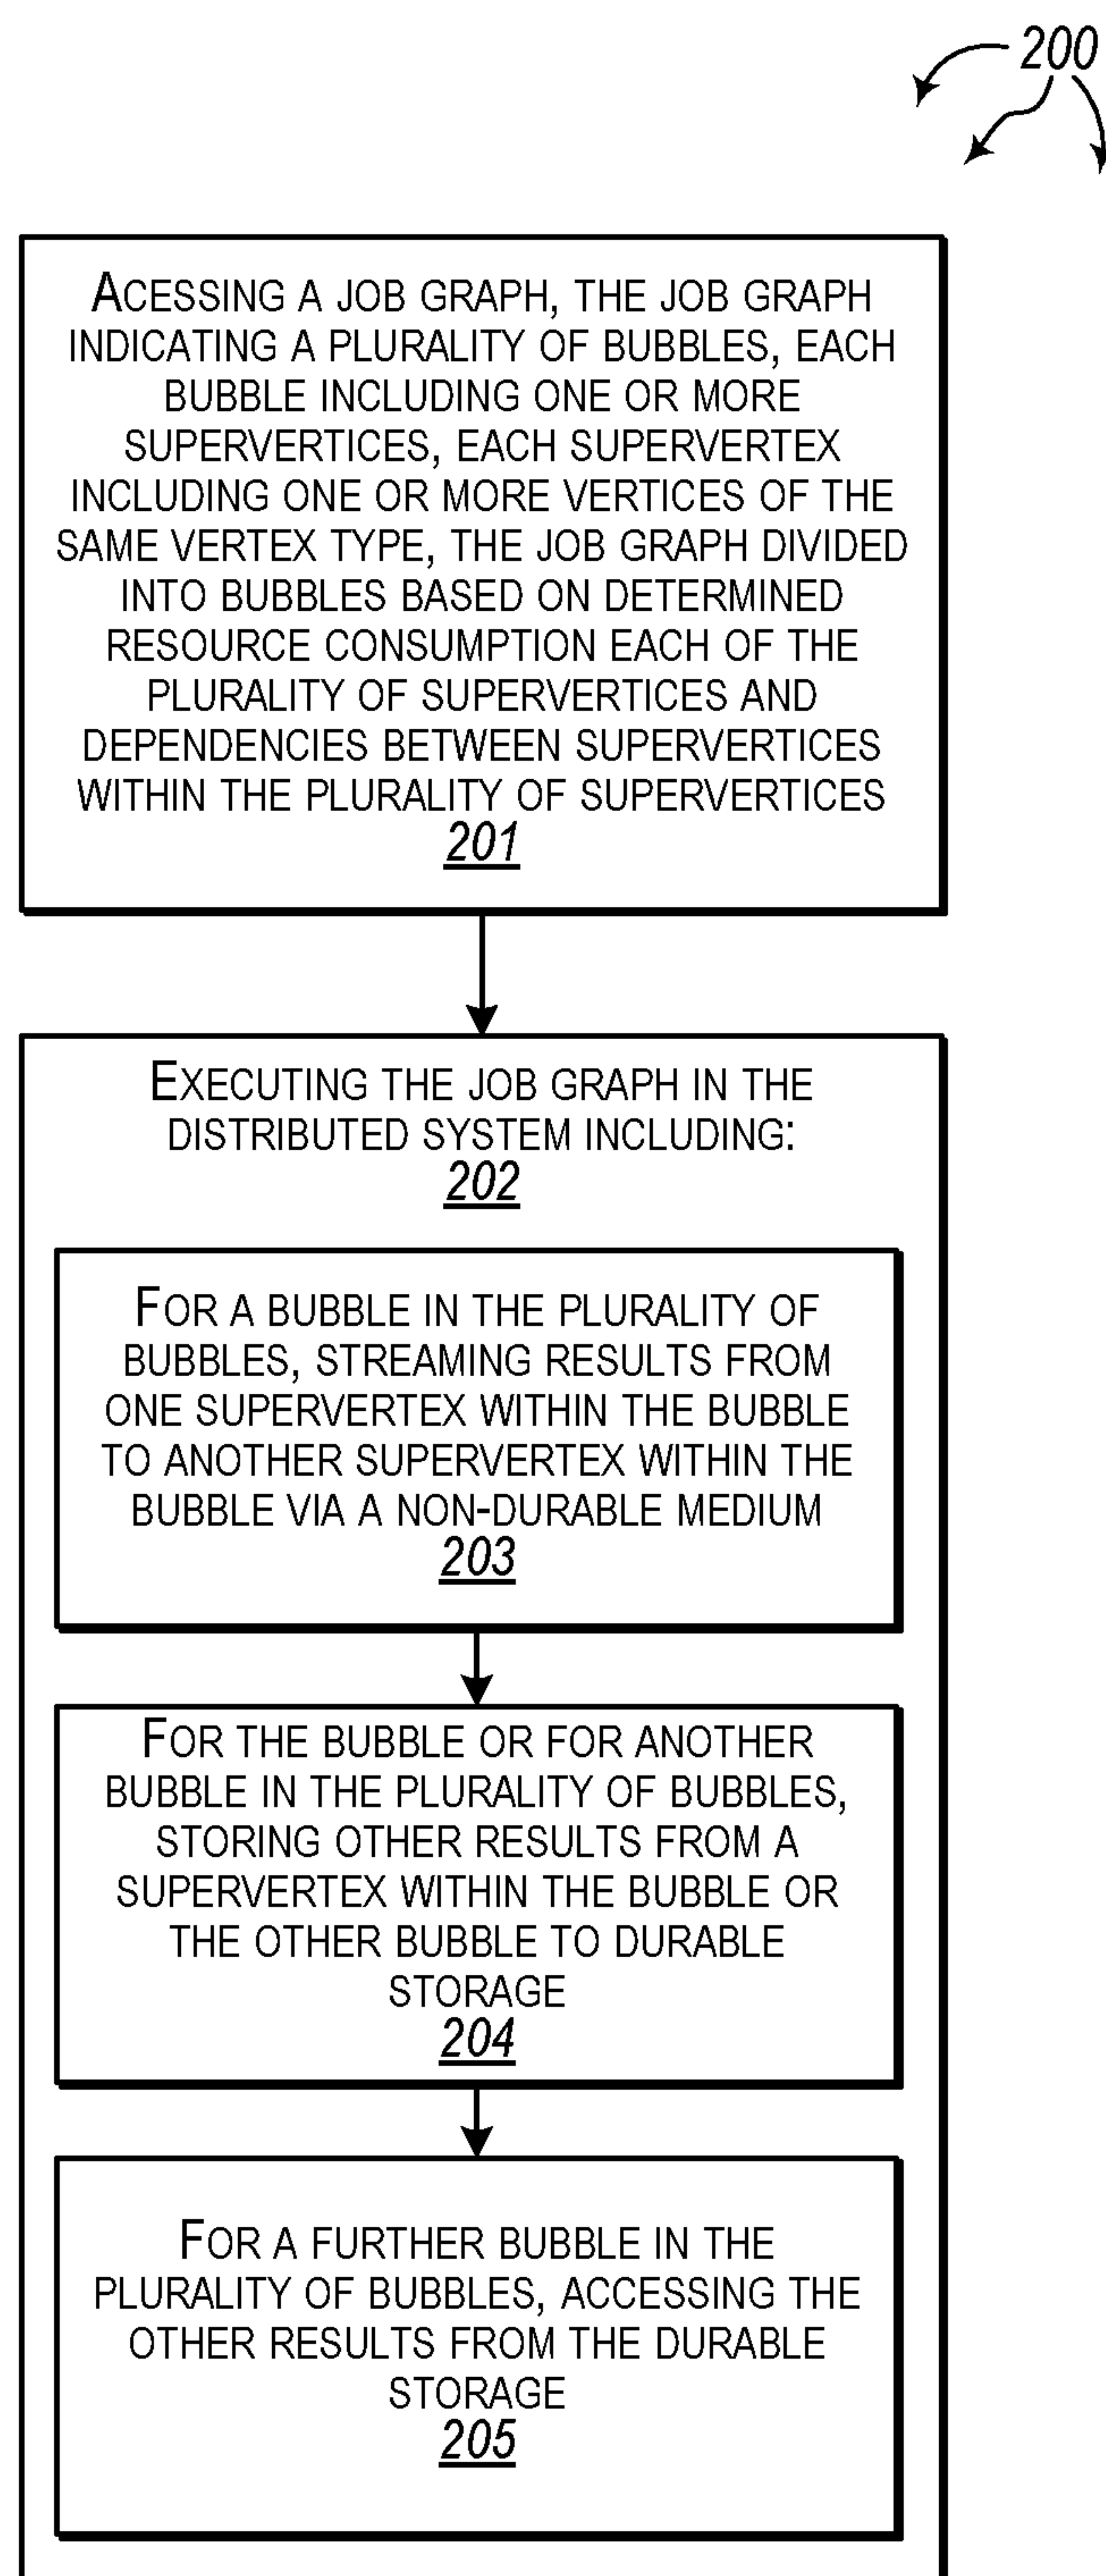 200
ACESSING A JOB GRAPH, THE JOB GRAPH
INDICATING A PLURALITY OF BUBBLES, EACH
BUBBLE INCLUDING ONE OR MORE
SUPERVERTICES, EACH SUPERVERTEX
INCLUDING ONE OR MORE VERTICES OF THE
SAME VERTEX TYPE, THE JOB GRAPH DIVIDED
INTO BUBBLES BASED ON DETERMINED
RESOURCE CONSUMPTION EACH OF THE
PLURALITY OF SUPERVERTICES AND
DEPENDENCIES BETWEEN SUPERVERTICES
WITHIN THE PLURALITY OF SUPERVERTICES
201
EXECUTING THE JOB GRAPH IN THE
DISTRIBUTED SYSTEM INCLUDING:
202
FOR A BUBBLE IN THE PLURALITY OF
BUBBLES, STREAMING RESULTS FROM
ONE SUPERVERTEX WITHIN THE BUBBLE
TO ANOTHER SUPERVERTEX WITHIN THE
BUBBLE VIA A NON-DURABLE MEDIUM
203
FOR THE BUBBLE OR FOR ANOTHER
BUBBLE IN THE PLURALITY OF BUBBLES,
STORING OTHER RESULTS FROM A
SUPERVERTEX WITHIN THE BUBBLE OR
THE OTHER BUBBLE TO DURABLE
STORAGE
204
FOR A FURTHER BUBBLE IN THE
PLURALITY OF BUBBLES, ACCESSING THE
OTHER RESULTS FROM THE DURABLE
STORAGE
205